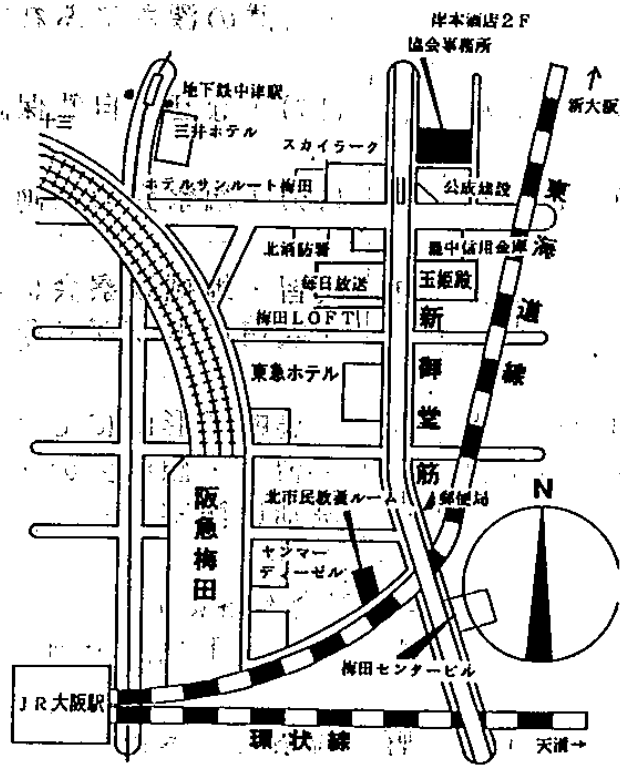 岸本酒店2F
協会事務所
地下鉄中津駅
新大阪
十三
三井ホテル
スカイラーク
ホテルサンルート梅田
公成建設
東海道線
北消防署
豊中信用金庫
毎日放送
玉姫殿
梅田LOFT
新御堂筋
東急ホテル
北市民教養ルーム
郵便局
N
阪急梅田
ヤンマー
ディーゼル
梅田センタービル
JR大阪駅
環状線
天満→